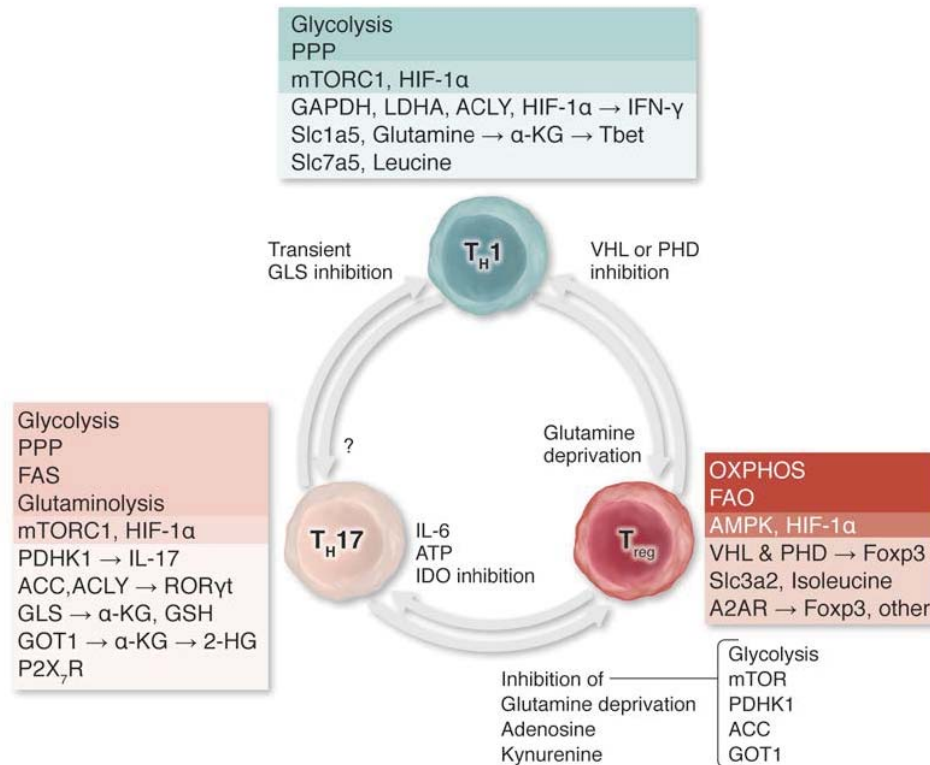 Glycolysis
PPP
mTORC1, HIF-1α
GAPDH, LDHA, ACLY, HIF-1α → IFN-γ
Slc1a5, Glutamine → α-KG → Tbet
Slc7a5, Leucine
Transient
GLS inhibition
T_H1
VHL or PHD
inhibition
Glycolysis
PPP
FAS
Glutaminolysis
mTORC1, HIF-1α
PDHK1 → IL-17
ACC,ACLY → RORγt
GLS → α-KG, GSH
GOT1 → α-KG → 2-HG
P2X₇R
?
T_H17
IL-6
ATP
IDO inhibition
Glutamine
deprivation
T_reg
OXPHOS
FAO
AMPK, HIF-1α
VHL & PHD → Foxp3
Slc3a2, Isoleucine
A2AR → Foxp3, other
Inhibition of
Glutamine deprivation
Adenosine
Kynurenine
Glycolysis
mTOR
PDHK1
ACC
GOT1